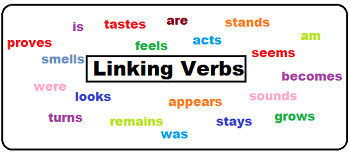 is tastes are stands
proves feels acts am
smells Linking Verbs seems
were becomes
looks appears sounds
turns remains stays grows
was